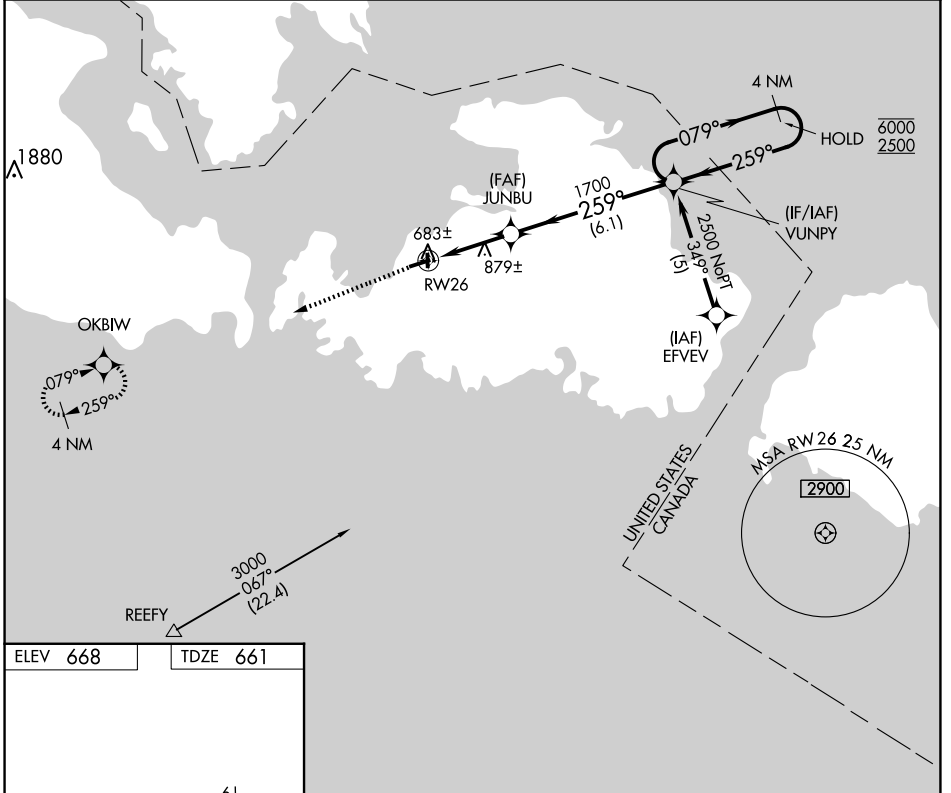 4 NM
079°
HOLD
6000
2500
259°
1880
(FAF)
JUNBU
1700
259°
(6.1)
(IF/IAF)
VUNPY
2500 NoPT
349°
(5)
683±
879±
RW26
OKBIW
079°
259°
4 NM
(IAF)
EFVEV
MSA RW26 25 NM
2900
UNITED STATES
CANADA
3000
067°
(22.4)
REEFY
ELEV 668
TDZE 661